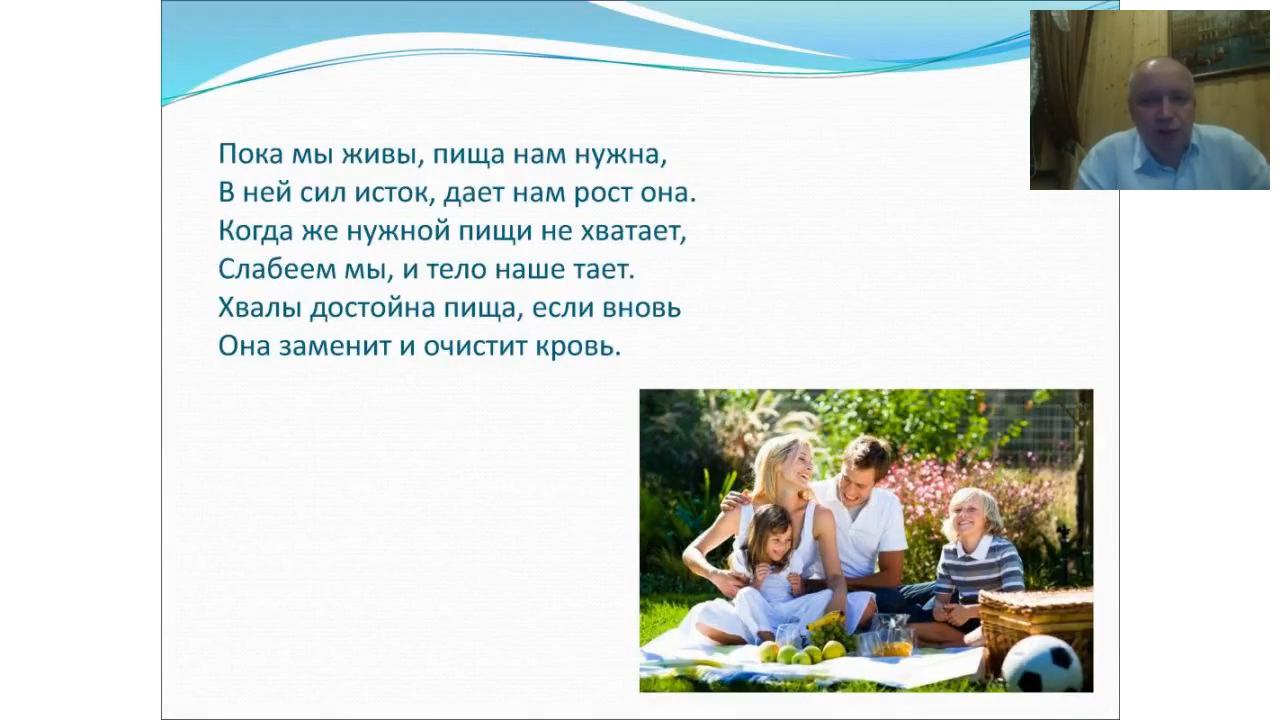 Пока мы живы, пища нам нужна,
В ней сил исток, дает нам рост она.
Когда же нужной пищи не хватает,
Слабеем мы, и тело наше тает.
Хвалы достойна пища, если вновь
Она заменит и очистит кровь.